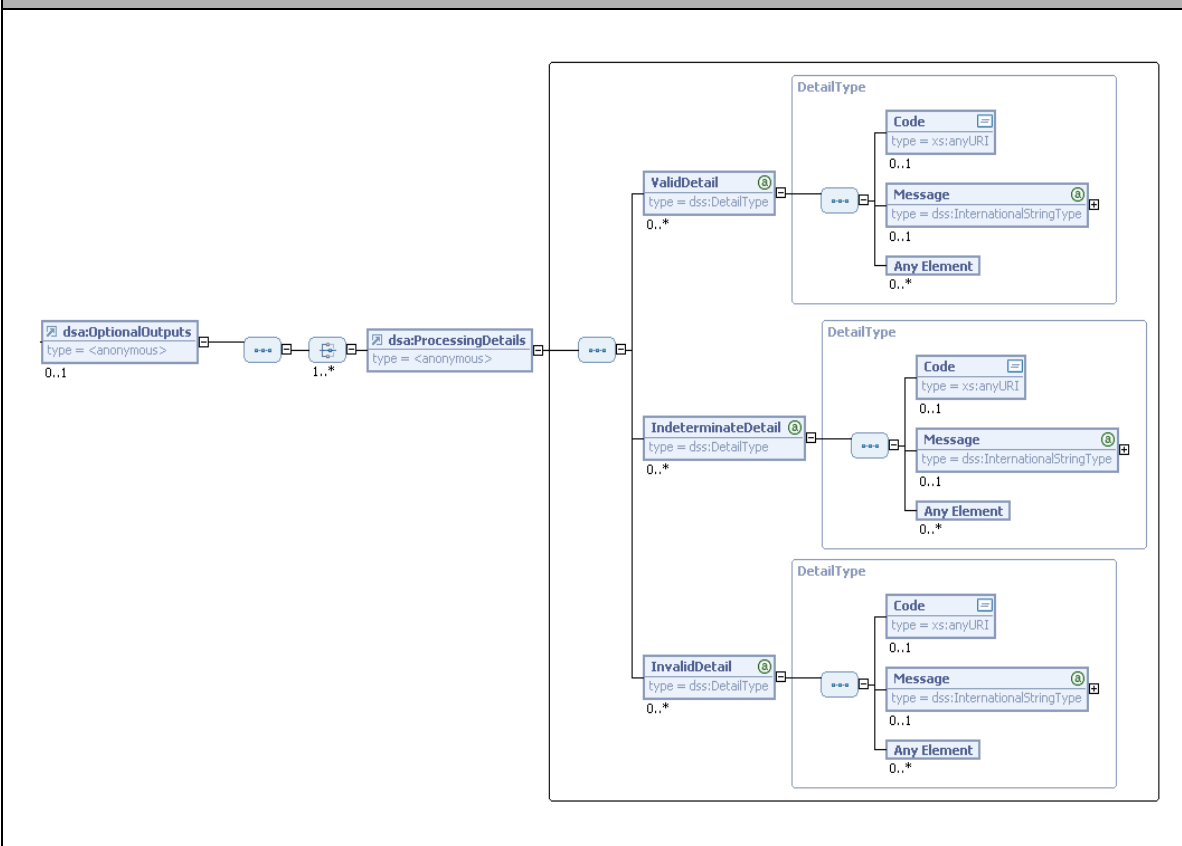 dsa:OptionalOutputs
type = <anonymous>
0..1
1..*
dsa:ProcessingDetails
type = <anonymous>
ValidDetail
type = dss:DetailType
0..*
DetailType
Code
type = xs:anyURI
0..1
Message
type = dss:InternationalStringType
0..1
Any Element
0..*
IndeterminateDetail
type = dss:DetailType
0..*
DetailType
Code
type = xs:anyURI
0..1
Message
type = dss:InternationalStringType
0..1
Any Element
0..*
InvalidDetail
type = dss:DetailType
0..*
DetailType
Code
type = xs:anyURI
0..1
Message
type = dss:InternationalStringType
0..1
Any Element
0..*